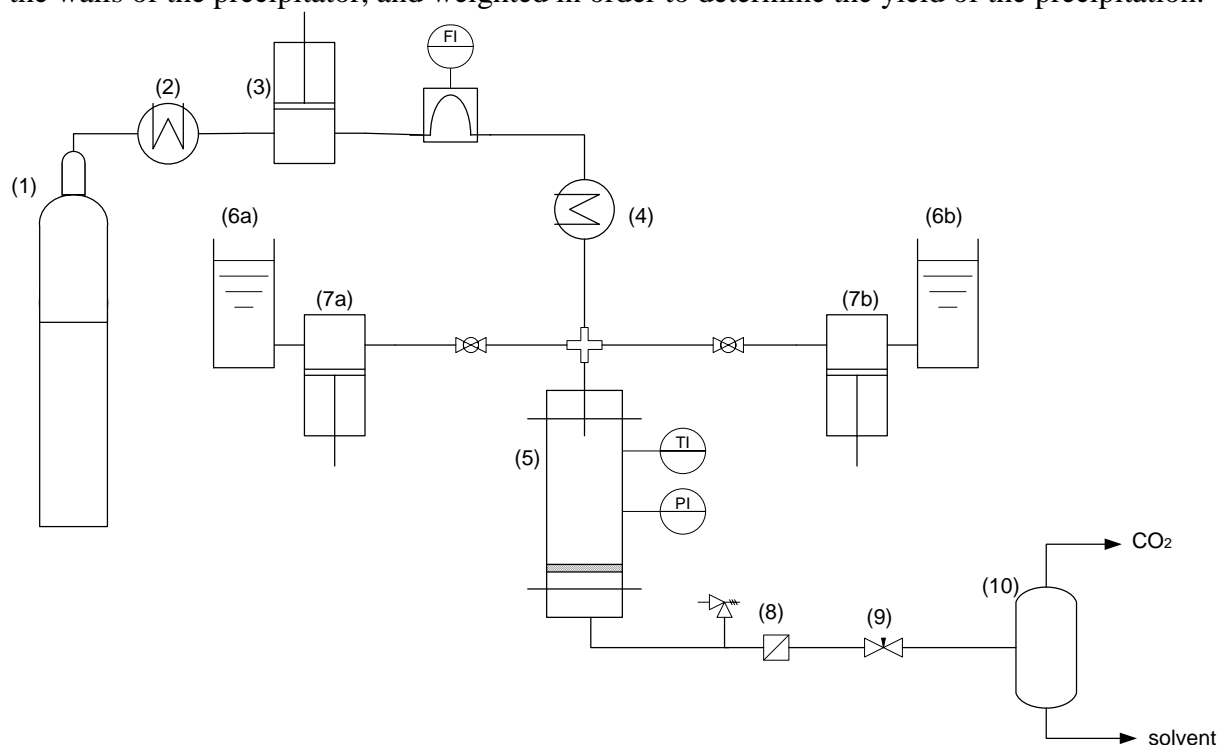 the walls of the precipitator, and weighted in order to determine the yield of the precipitation.
FI
(2)
(3)
(1)
(4)
(6a)
(6b)
(7a)
(7b)
(5)
TI
PI
CO2
(10)
(8)
(9)
solvent